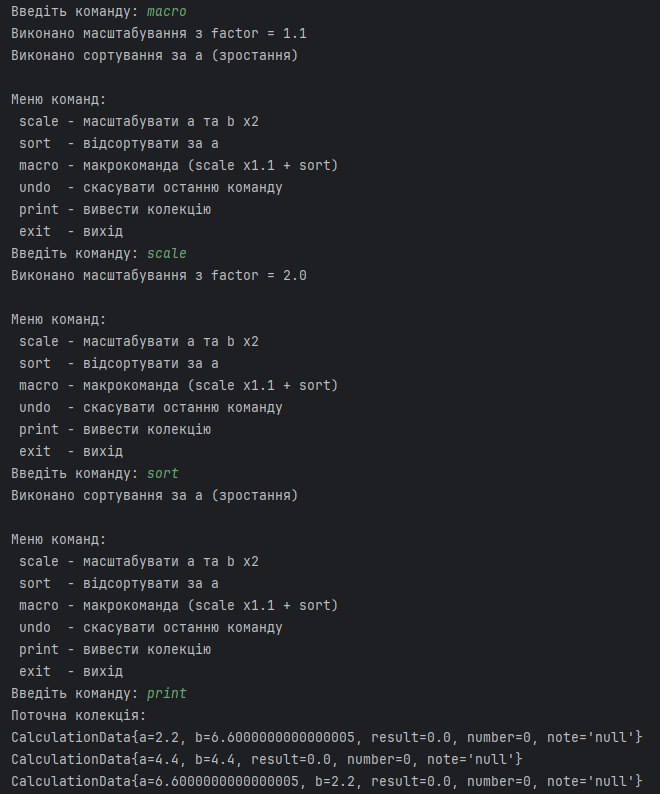 Введіть команду: macro
Виконано масштабування з factor = 1.1
Виконано сортування за a (зростання)

Меню команд:
 scale - масштабувати a та b x2
 sort  - відсортувати за a
 macro - макрокоманда (scale x1.1 + sort)
 undo  - скасувати останню команду
 print - вивести колекцію
 exit  - вихід
Введіть команду: scale
Виконано масштабування з factor = 2.0

Меню команд:
 scale - масштабувати a та b x2
 sort  - відсортувати за a
 macro - макрокоманда (scale x1.1 + sort)
 undo  - скасувати останню команду
 print - вивести колекцію
 exit  - вихід
Введіть команду: sort
Виконано сортування за a (зростання)

Меню команд:
 scale - масштабувати a та b x2
 sort  - відсортувати за a
 macro - макрокоманда (scale x1.1 + sort)
 undo  - скасувати останню команду
 print - вивести колекцію
 exit  - вихід
Введіть команду: print
Поточна колекція:
CalculationData{a=2.2, b=6.6000000000000005, result=0.0, number=0, note='null'}
CalculationData{a=4.4, b=4.4, result=0.0, number=0, note='null'}
CalculationData{a=6.6000000000000005, b=2.2, result=0.0, number=0, note='null'}